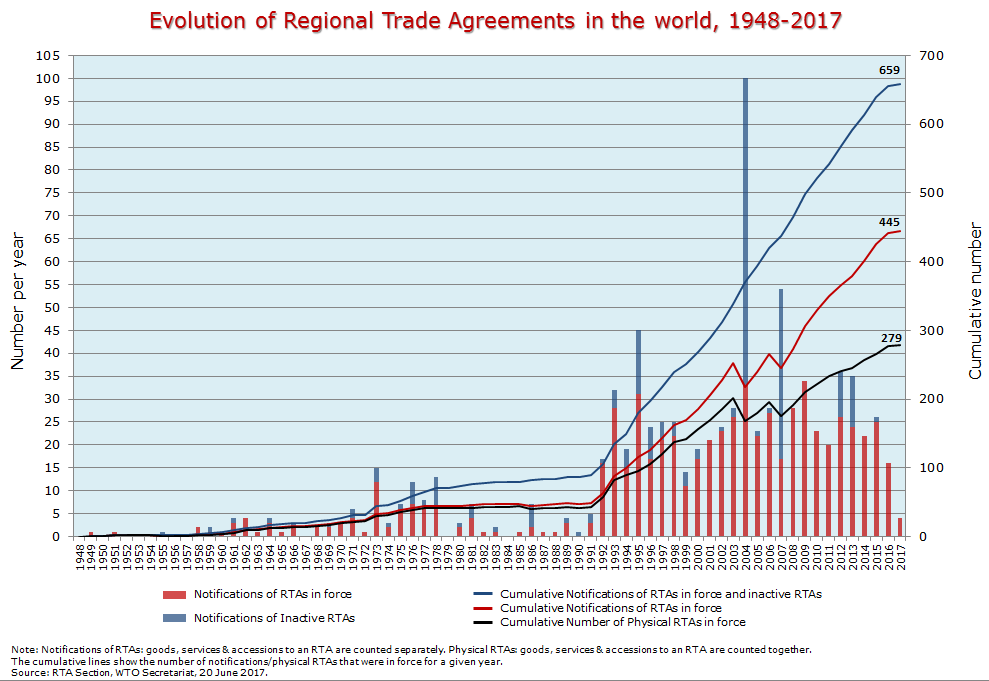 Evolution of Regional Trade Agreements in the world, 1948-2017
105
100
95
90
85
80
75
70
65
60
55
50
45
40
35
30
25
20
15
10
5
0
Number per year
700
600
500
400
300
200
100
0
Cumulative number
659
445
279
1948 1949 1950 1951 1952 1953 1954 1955 1956 1957 1958 1959 1960 1961 1962 1963 1964 1965 1966 1967 1968 1969 1970 1971 1972 1973 1974 1975 1976 1977 1978 1979 1980 1981 1982 1983 1984 1985 1986 1987 1988 1989 1990 1991 1992 1993 1994 1995 1996 1997 1998 1999 2000 2001 2002 2003 2004 2005 2006 2007 2008 2009 2010 2011 2012 2013 2014 2015 2016 2017
Notifications of RTAs in force
Notifications of Inactive RTAs
Cumulative Notifications of RTAs in force and inactive RTAs
Cumulative Notifications of RTAs in force
Cumulative Number of Physical RTAs in force
Note: Notifications of RTAs: goods, services & accessions to an RTA are counted separately. Physical RTAs: goods, services & accessions to an RTA are counted together.
The cumulative lines show the number of notifications/physical RTAs that were in force for a given year.
Source: RTA Section, WTO Secretariat, 20 June 2017.